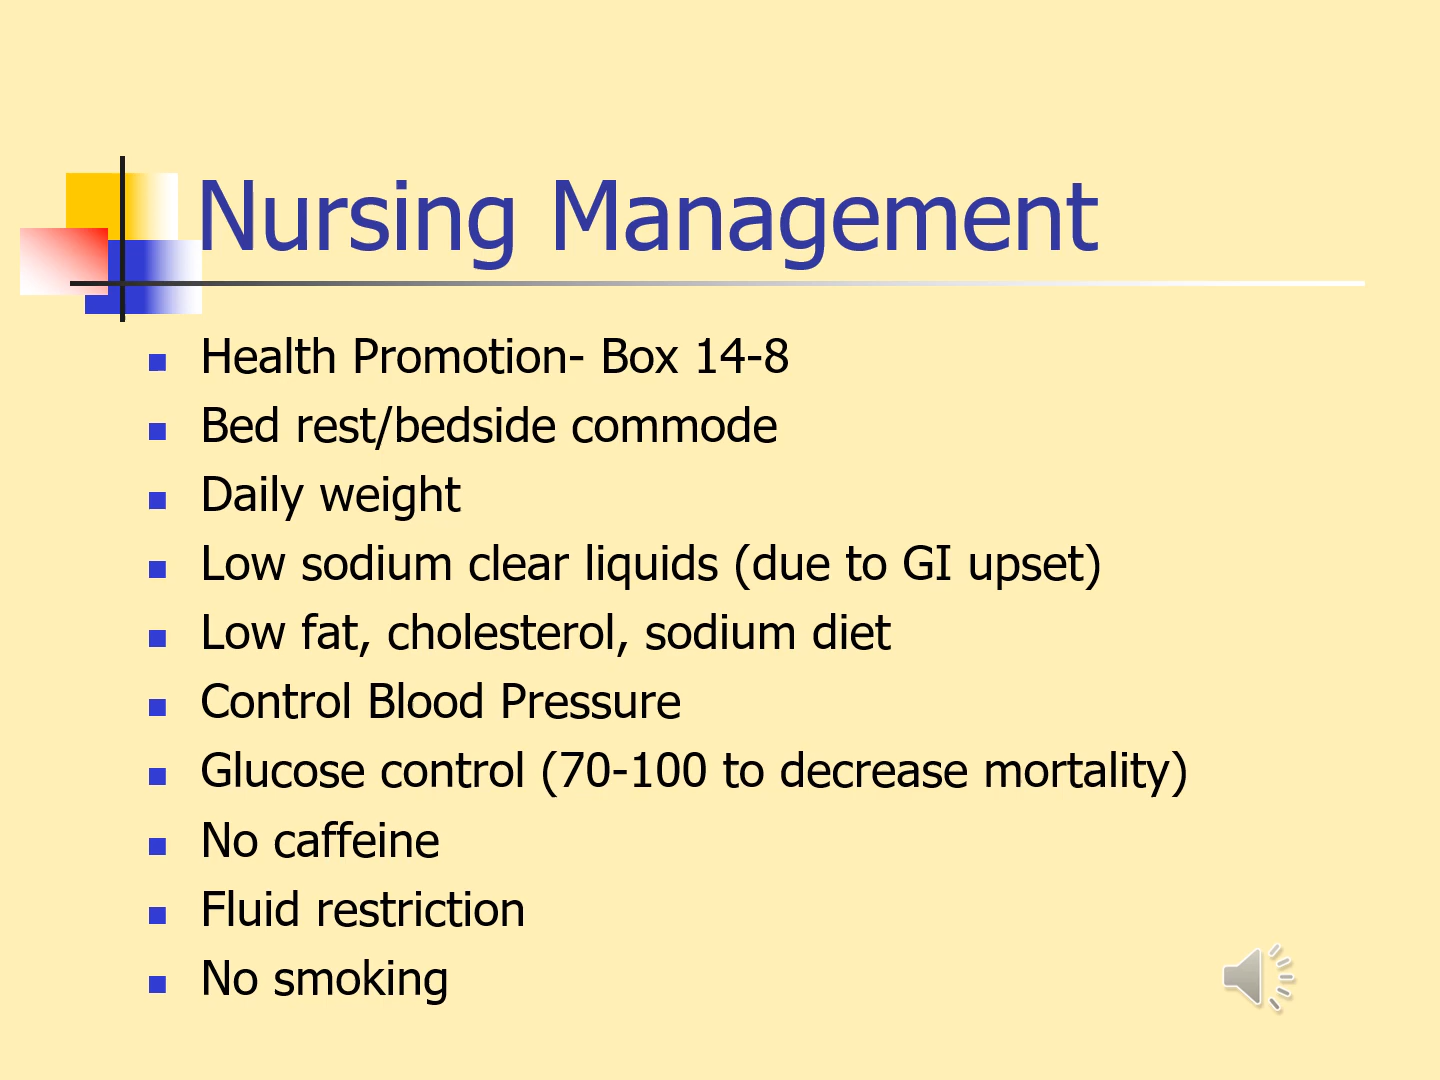 Nursing Management
Health Promotion- Box 14-8
Bed rest/bedside commode
Daily weight
Low sodium clear liquids (due to GI upset)
Low fat, cholesterol, sodium diet
Control Blood Pressure
Glucose control (70-100 to decrease mortality)
No caffeine
Fluid restriction
No smoking